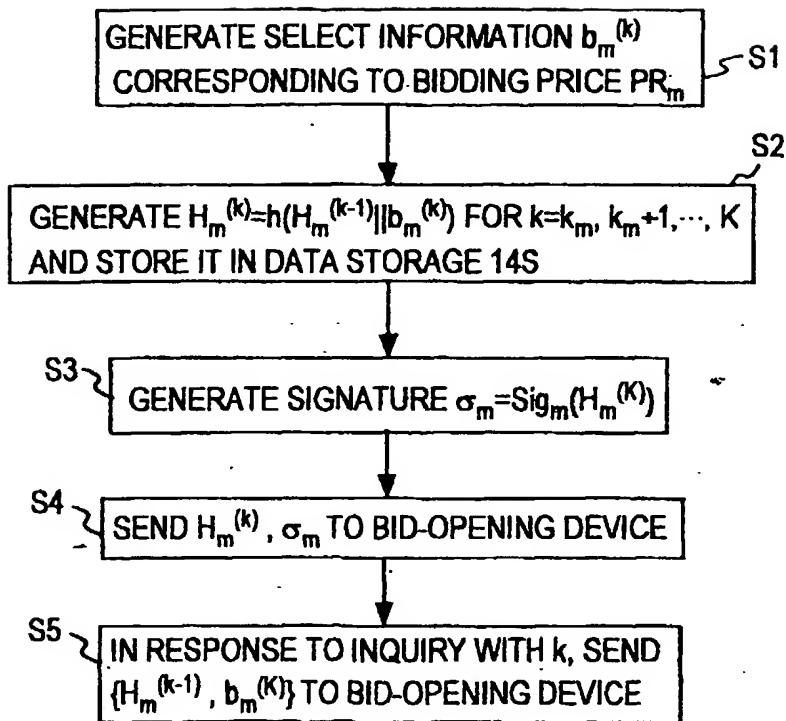 GENERATE SELECT INFORMATION b_m^(k)
CORRESPONDING TO BIDDING PRICE PR_m
S1
S2
GENERATE H_m^(k)=h(H_m^(k-1)||b_m^(k)) FOR k=k_m, k_m+1,···, K
AND STORE IT IN DATA STORAGE 14S
S3
GENERATE SIGNATURE σ_m=Sig_m(H_m^(K))
S4
SEND H_m^(k), σ_m TO BID-OPENING DEVICE
S5
IN RESPONSE TO INQUIRY WITH k, SEND
{H_m^(k-1), b_m^(K)} TO BID-OPENING DEVICE